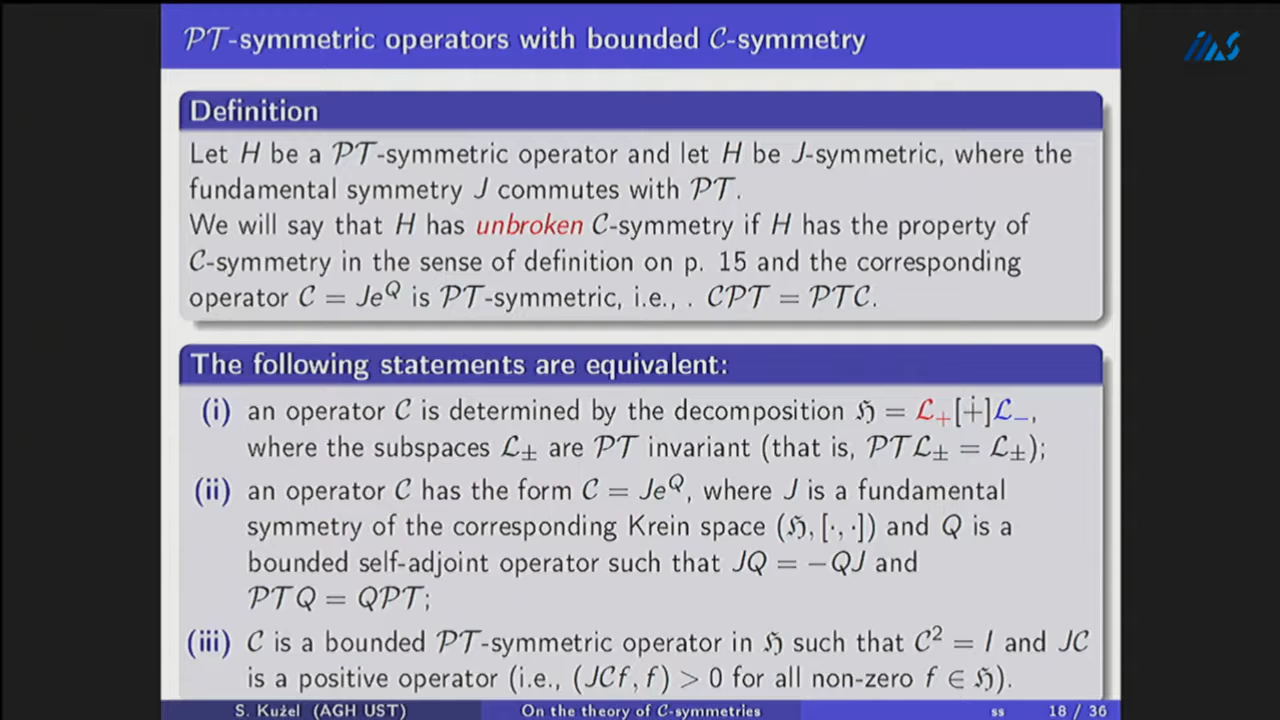 𝒫𝒯-symmetric operators with bounded 𝒞-symmetry
IMS
Definition
Let H be a 𝒫𝒯-symmetric operator and let H be J-symmetric, where the
fundamental symmetry J commutes with 𝒫𝒯.
We will say that H has unbroken 𝒞-symmetry if H has the property of
𝒞-symmetry in the sense of definition on p. 15 and the corresponding
operator 𝒞 = Je^Q is 𝒫𝒯-symmetric, i.e., . 𝒞𝒫𝒯 = 𝒫𝒯𝒞.
The following statements are equivalent:
(i) an operator 𝒞 is determined by the decomposition ℌ = ℒ₊[∔]ℒ₋,
where the subspaces ℒ± are 𝒫𝒯 invariant (that is, 𝒫𝒯ℒ± = ℒ±);
(ii) an operator 𝒞 has the form 𝒞 = Je^Q, where J is a fundamental
symmetry of the corresponding Krein space (ℌ, [·, ·]) and Q is a
bounded self-adjoint operator such that JQ = −QJ and
𝒫𝒯Q = Q𝒫𝒯;
(iii) 𝒞 is a bounded 𝒫𝒯-symmetric operator in ℌ such that 𝒞² = I and J𝒞
is a positive operator (i.e., (J𝒞f, f) > 0 for all non-zero f ∈ ℌ).
S. Kużel (AGH UST) On the theory of 𝒞-symmetries ss 18 / 36